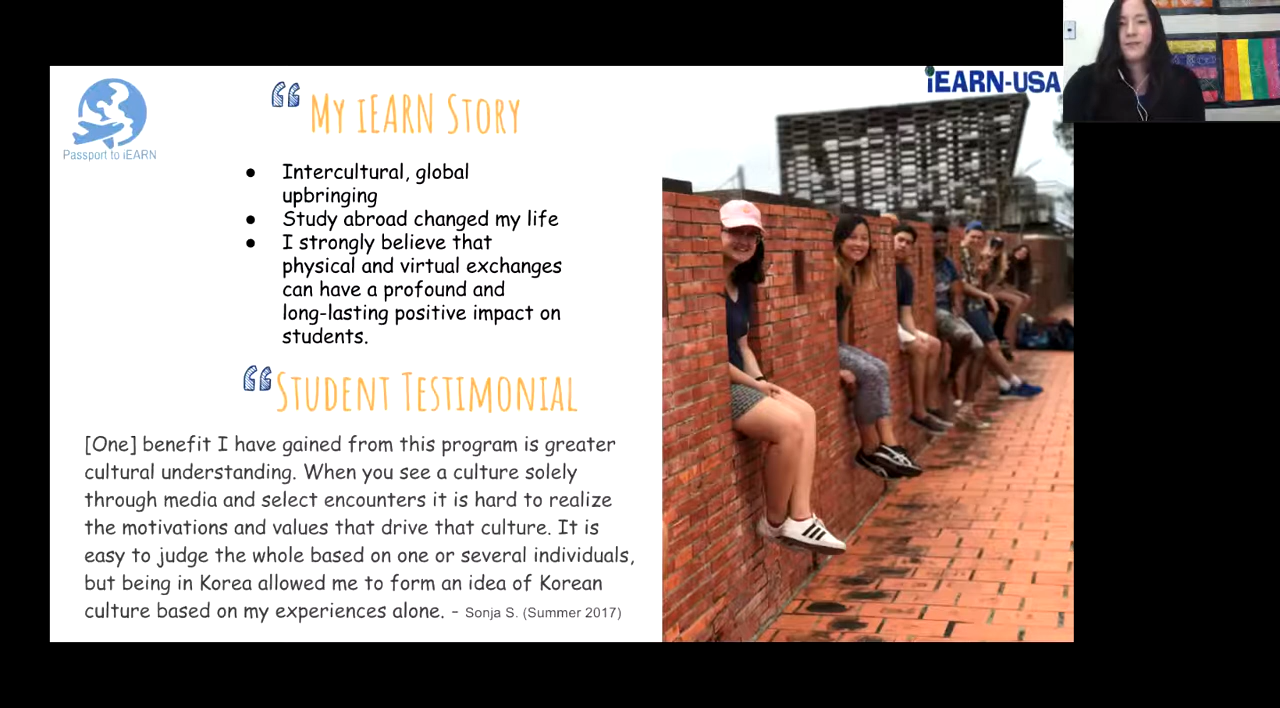 Passport to iEARN
iEARN-USA
“ My iEARN Story
● Intercultural, global
upbringing
● Study abroad changed my life
● I strongly believe that
physical and virtual exchanges
can have a profound and
long-lasting positive impact on
students.
“ Student Testimonial
[One] benefit I have gained from this program is greater
cultural understanding. When you see a culture solely
through media and select encounters it is hard to realize
the motivations and values that drive that culture. It is
easy to judge the whole based on one or several individuals,
but being in Korea allowed me to form an idea of Korean
culture based on my experiences alone. - Sonja S. (Summer 2017)